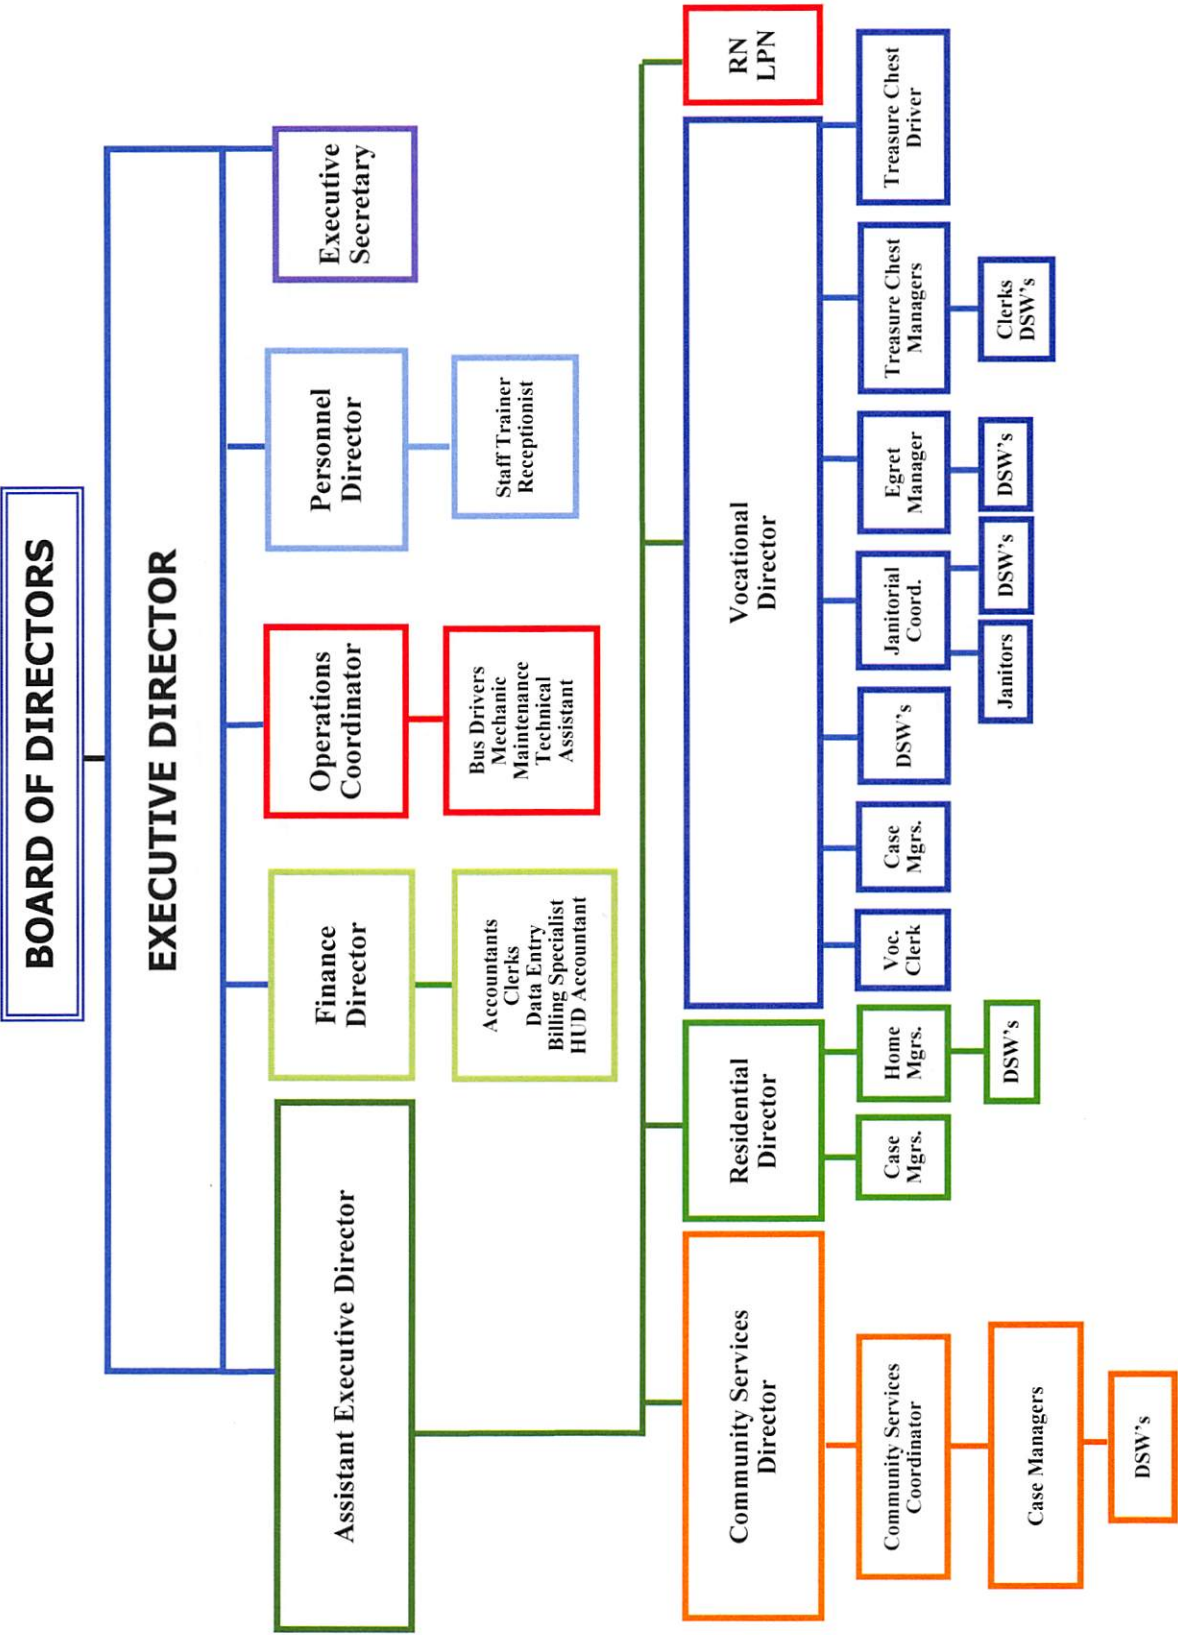 BOARD OF DIRECTORS
EXECUTIVE DIRECTOR
Assistant Executive Director
Finance
Director
Operations
Coordinator
Personnel
Director
Executive
Secretary
Accountants
Clerks
Data Entry
Billing Specialist
HUD Accountant
Bus Drivers
Mechanic
Maintenance
Technical
Assistant
Staff Trainer
Receptionist
Community Services
Director
Residential
Director
Vocational
Director
RN
LPN
Community Services
Coordinator
Case
Mgrs.
Home
Mgrs.
Voc.
Clerk
Case
Mgrs.
DSW's
Janitorial
Coord.
Egret
Manager
Treasure Chest
Managers
Treasure Chest
Driver
Case Managers
DSW's
Janitors
DSW's
DSW's
Clerks
DSW's
DSW's